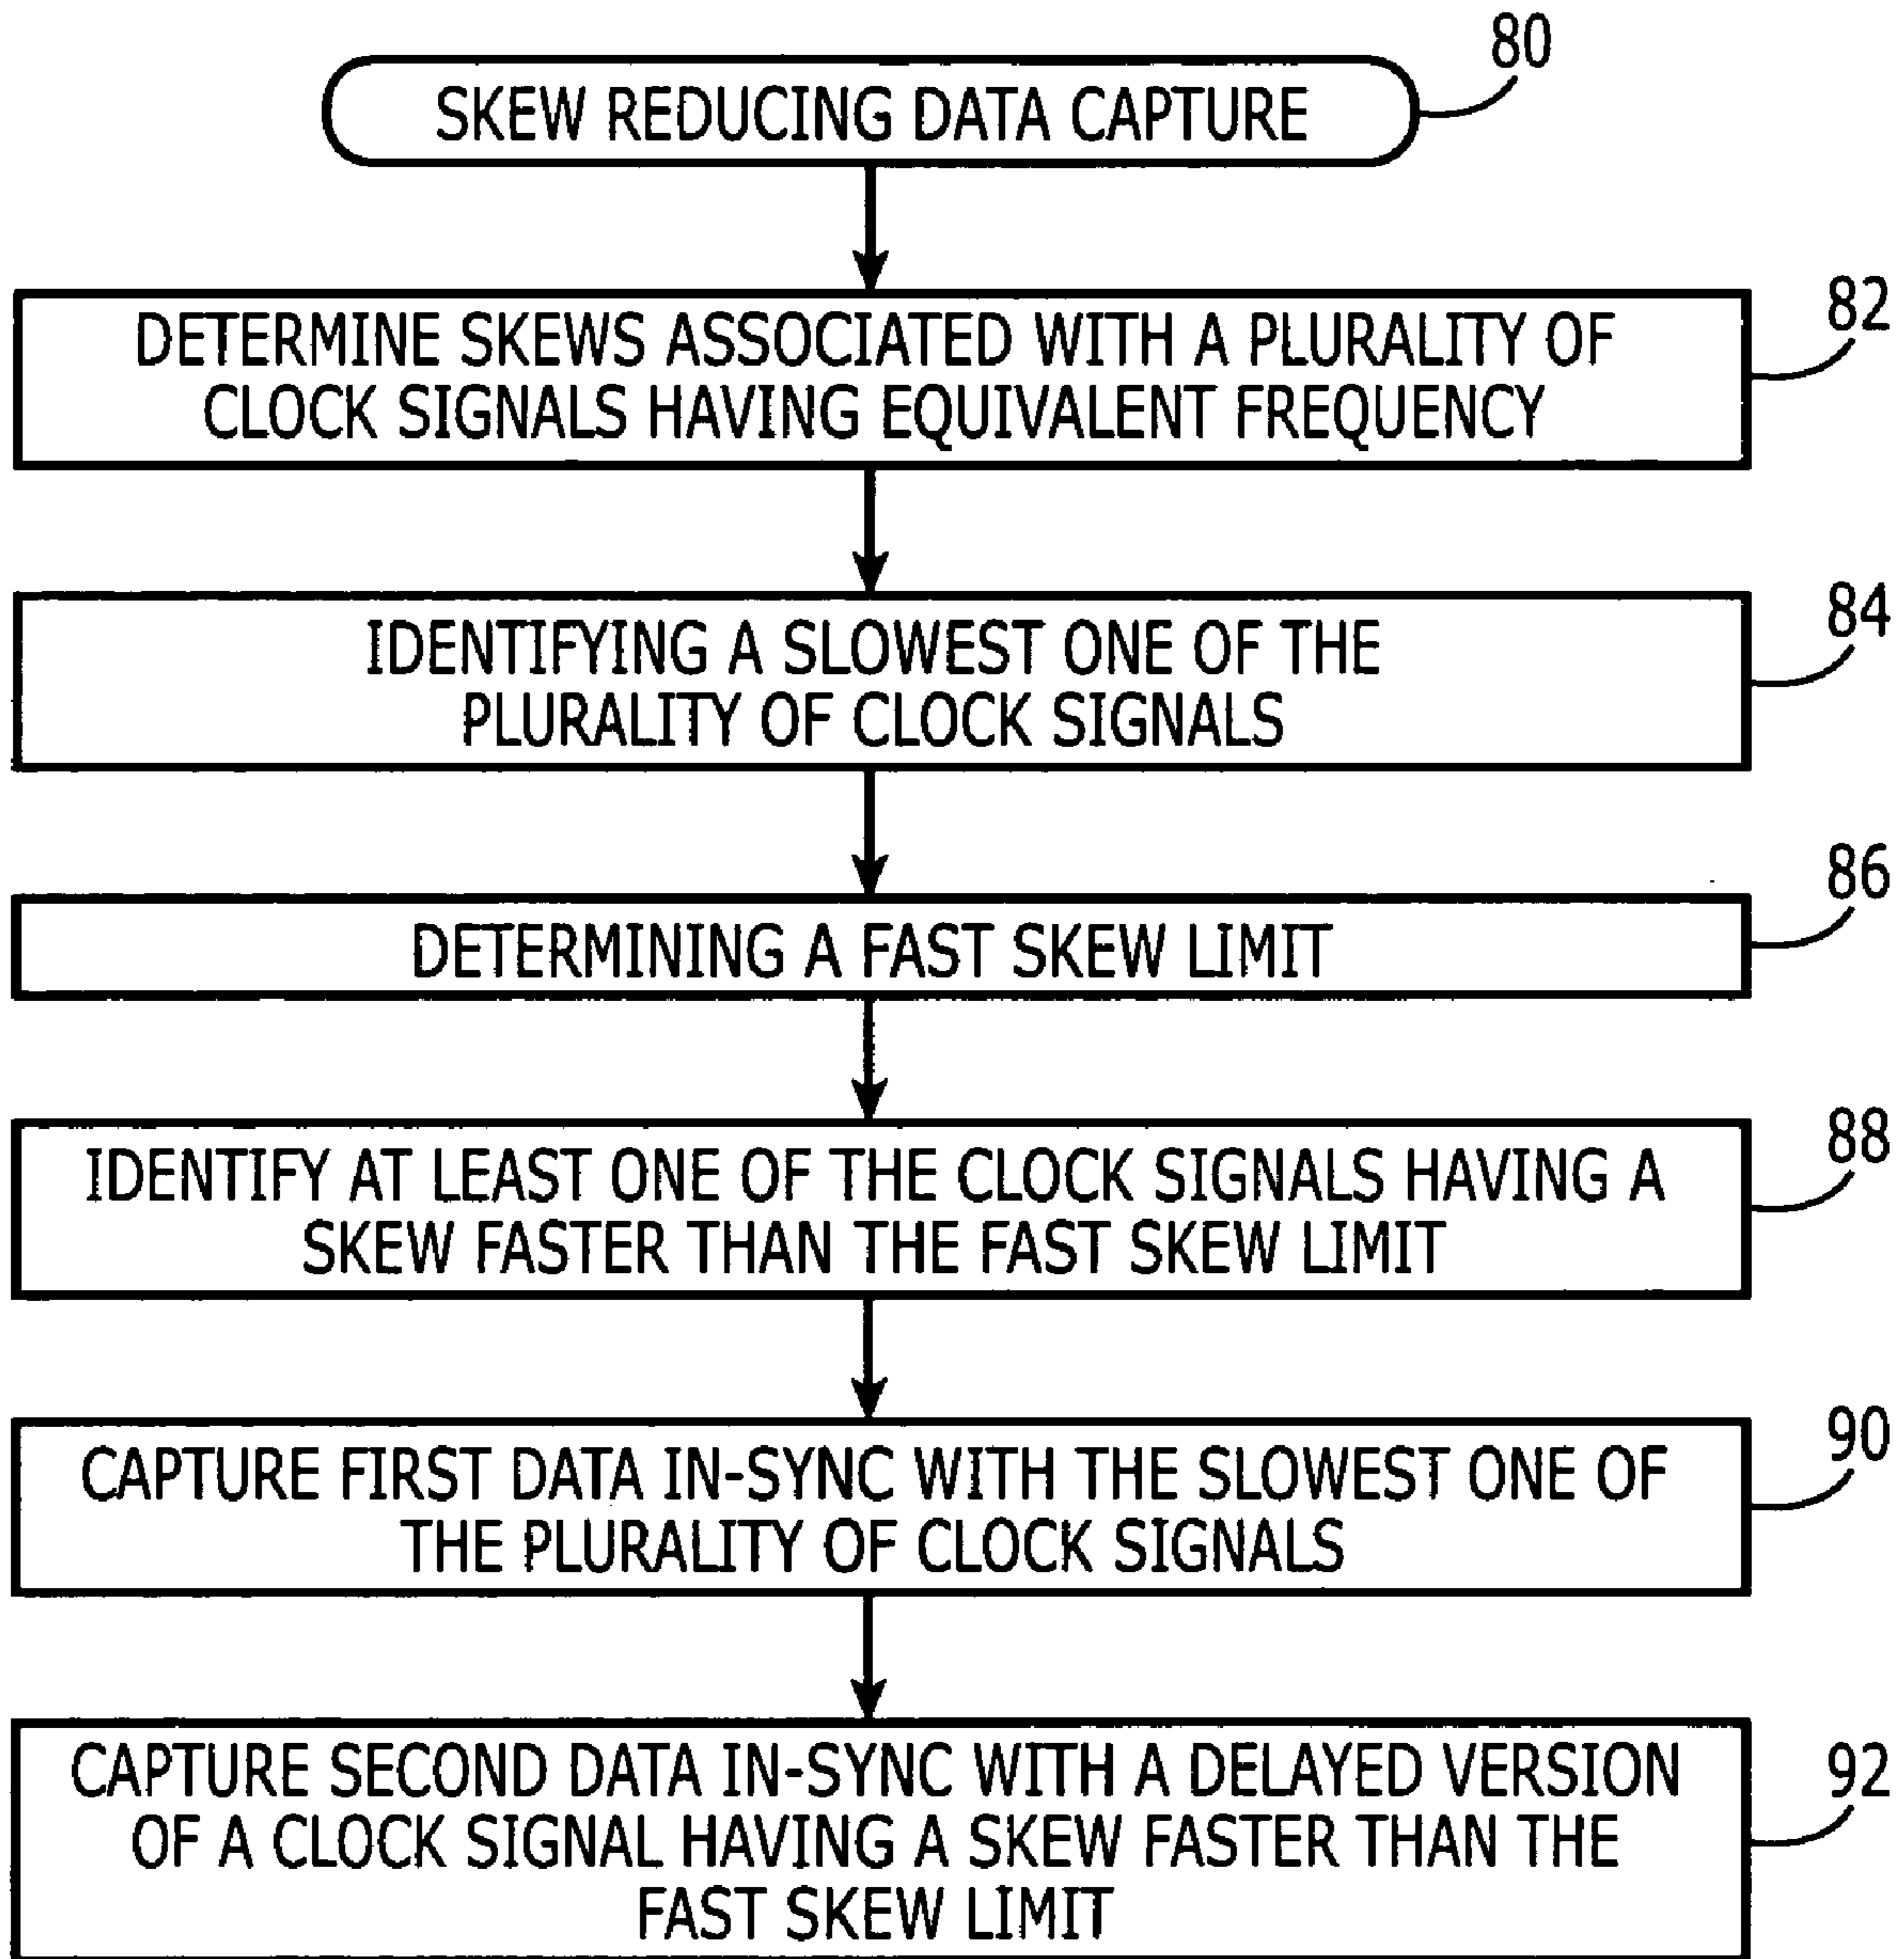 80
SKEW REDUCING DATA CAPTURE
82
DETERMINE SKEWS ASSOCIATED WITH A PLURALITY OF
CLOCK SIGNALS HAVING EQUIVALENT FREQUENCY
84
IDENTIFYING A SLOWEST ONE OF THE
PLURALITY OF CLOCK SIGNALS
86
DETERMINING A FAST SKEW LIMIT
88
IDENTIFY AT LEAST ONE OF THE CLOCK SIGNALS HAVING A
SKEW FASTER THAN THE FAST SKEW LIMIT
90
CAPTURE FIRST DATA IN-SYNC WITH THE SLOWEST ONE OF
THE PLURALITY OF CLOCK SIGNALS
92
CAPTURE SECOND DATA IN-SYNC WITH A DELAYED VERSION
OF A CLOCK SIGNAL HAVING A SKEW FASTER THAN THE
FAST SKEW LIMIT